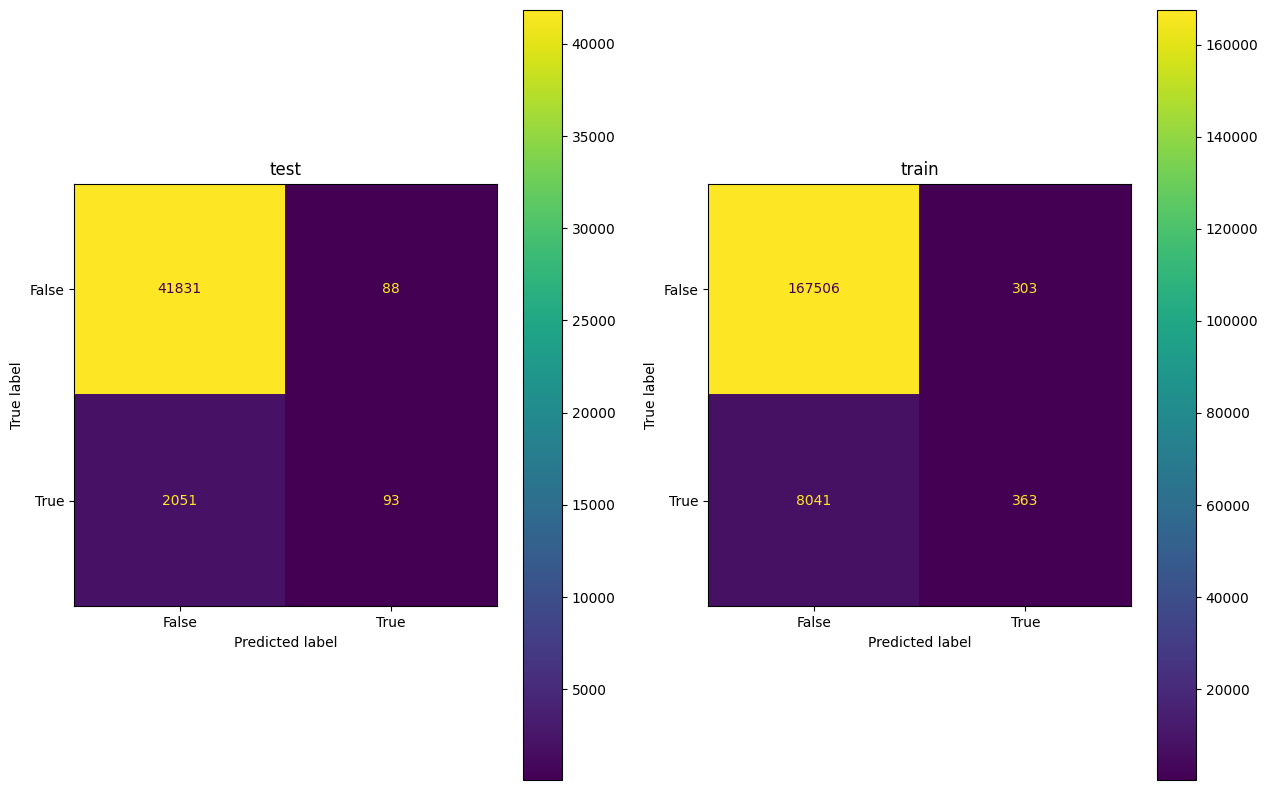 test
40000
35000
30000
25000
20000
15000
10000
5000
True label
False
True
41831
88
2051
93
False
True
Predicted label
train
160000
140000
120000
100000
80000
60000
40000
20000
True label
False
True
167506
303
8041
363
False
True
Predicted label